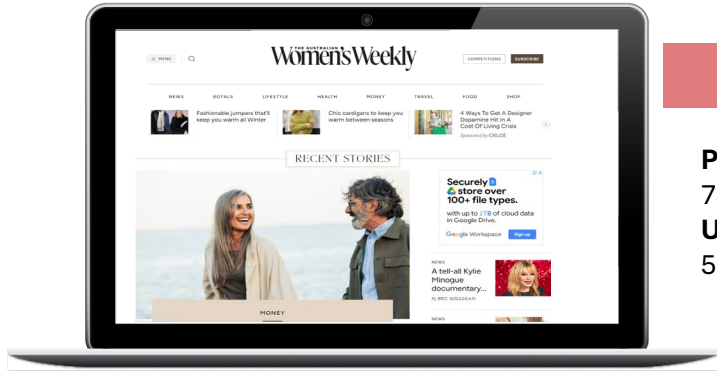 MENU
THE AUSTRALIAN
Women's Weekly
COMPETITIONS
SUBSCRIBE
NEWS ROYALS LIFESTYLE HEALTH MONEY TRAVEL FOOD SHOP
Fashionable jumpers that'll
keep you warm all Winter
Chic cardigans to keep you
warm between seasons
4 Ways To Get A Designer
Dopamine Hit In A
Cost Of Living Crisis
Sponsored by CHLOÉ
RECENT STORIES
Securely
store over
100+ file types.
with up to 2TB of cloud data
in Google Drive.
Google Workspace
Sign up
NEWS
A tell-all Kylie
Minogue
documentary...
By BEC MILLIGAN
MONEY
NEWS
P
7
U
5